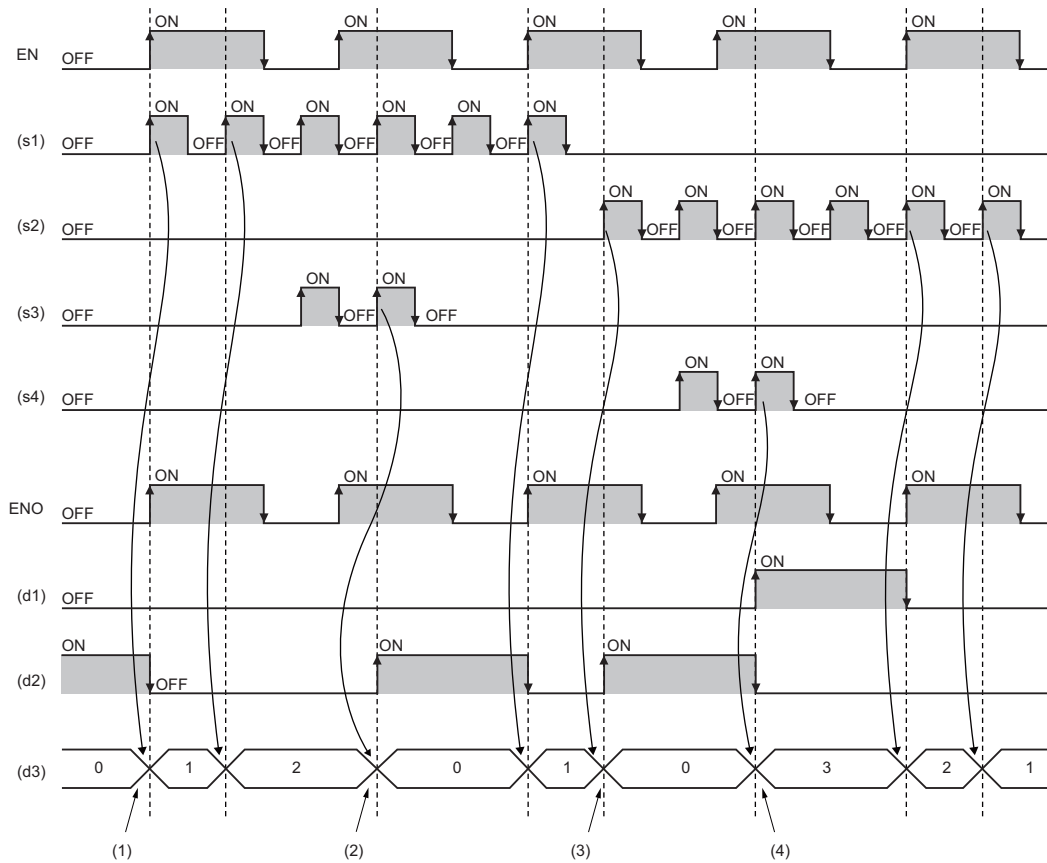 ON ON ON ON ON
EN OFF
ON ON ON ON ON ON
(s1) OFF OFF OFF OFF OFF OFF
ON ON ON ON ON ON
(s2) OFF OFF OFF OFF OFF OFF
ON ON
(s3) OFF OFF OFF
ON ON
(s4) OFF OFF OFF
ON ON ON ON ON
ENO OFF
ON
(d1) OFF
ON ON ON
(d2) OFF
(d3) 0 1 2 0 1 0 3 2 1
(1) (2) (3) (4)